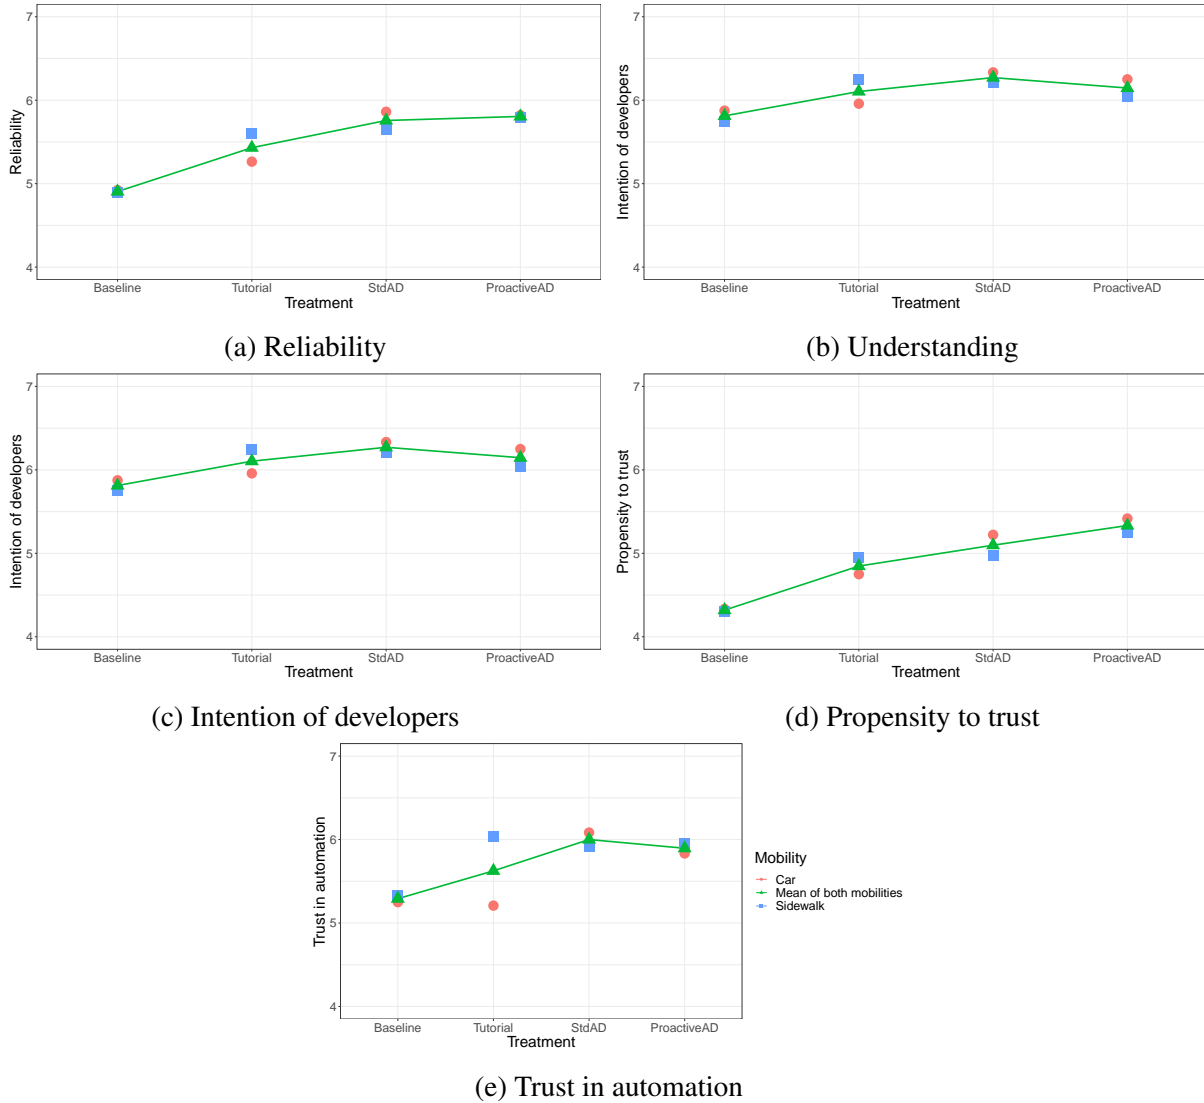 7
6
5
4
Reliability
Baseline Tutorial StdAD ProactiveAD
Treatment
(a) Reliability
7
6
5
4
Intention of developers
Baseline Tutorial StdAD ProactiveAD
Treatment
(b) Understanding
7
6
5
4
Intention of developers
Baseline Tutorial StdAD ProactiveAD
Treatment
(c) Intention of developers
7
6
5
4
Propensity to trust
Baseline Tutorial StdAD ProactiveAD
Treatment
(d) Propensity to trust
7
6
5
4
Trust in automation
Baseline Tutorial StdAD ProactiveAD
Treatment
Mobility
Car
Mean of both mobilities
Sidewalk
(e) Trust in automation